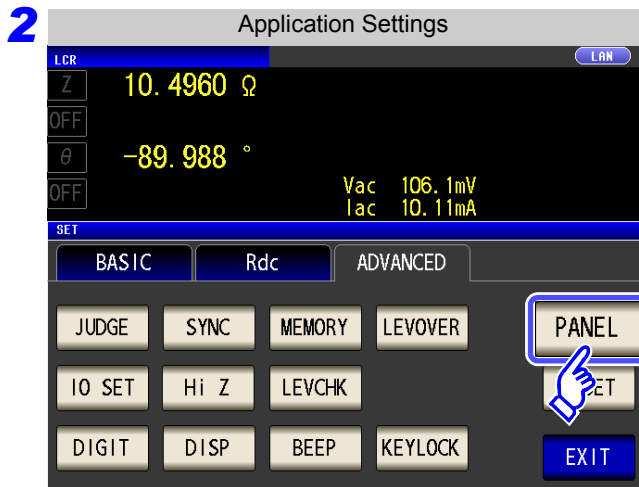 2
Application Settings
LCR LAN
Z 10.4960 Ω
OFF
θ -89.988 °
OFF
Vac 106.1mV
Iac 10.11mA
SET
BASIC Rdc ADVANCED
JUDGE SYNC MEMORY LEVOVER PANEL
IO SET Hi Z LEVCHK
DIGIT DISP BEEP KEYLOCK EXIT